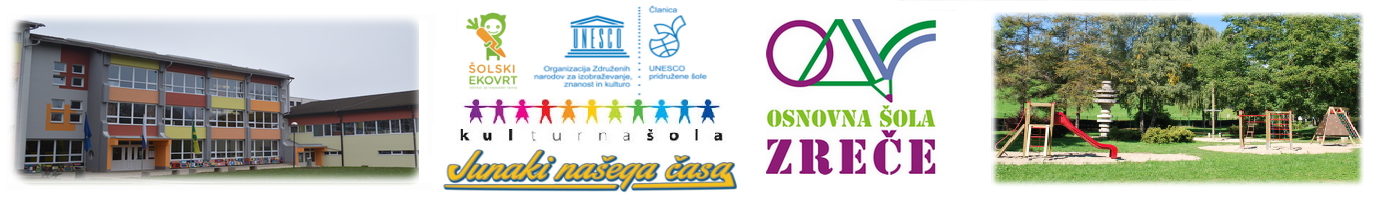 ŠOLSKI
EKOVRT
UNESCO
Organizacija Združenih
narodov za izobraževanje,
znanost in kulturo
Članica
UNESCO
pridružene šole
kulturnašola
Junaki našega časa
OSNOVNA ŠOLA
ZREČE